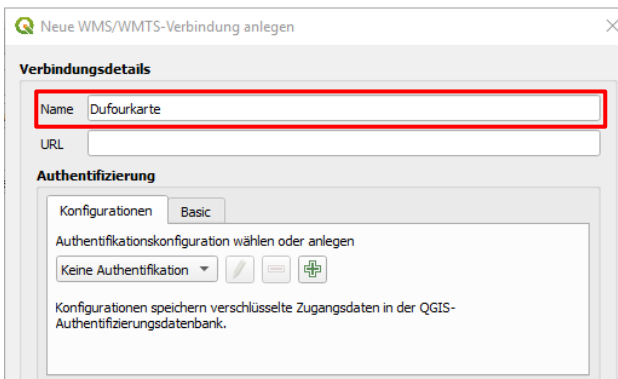 Neue WMS/WMTS-Verbindung anlegen
Verbindungsdetails
Name Dufourkarte
URL
Authentifizierung
Konfigurationen Basic
Authentifikationskonfiguration wählen oder anlegen
Keine Authentifikation
Konfigurationen speichern verschlüsselte Zugangsdaten in der QGIS-
Authentifizierungsdatenbank.